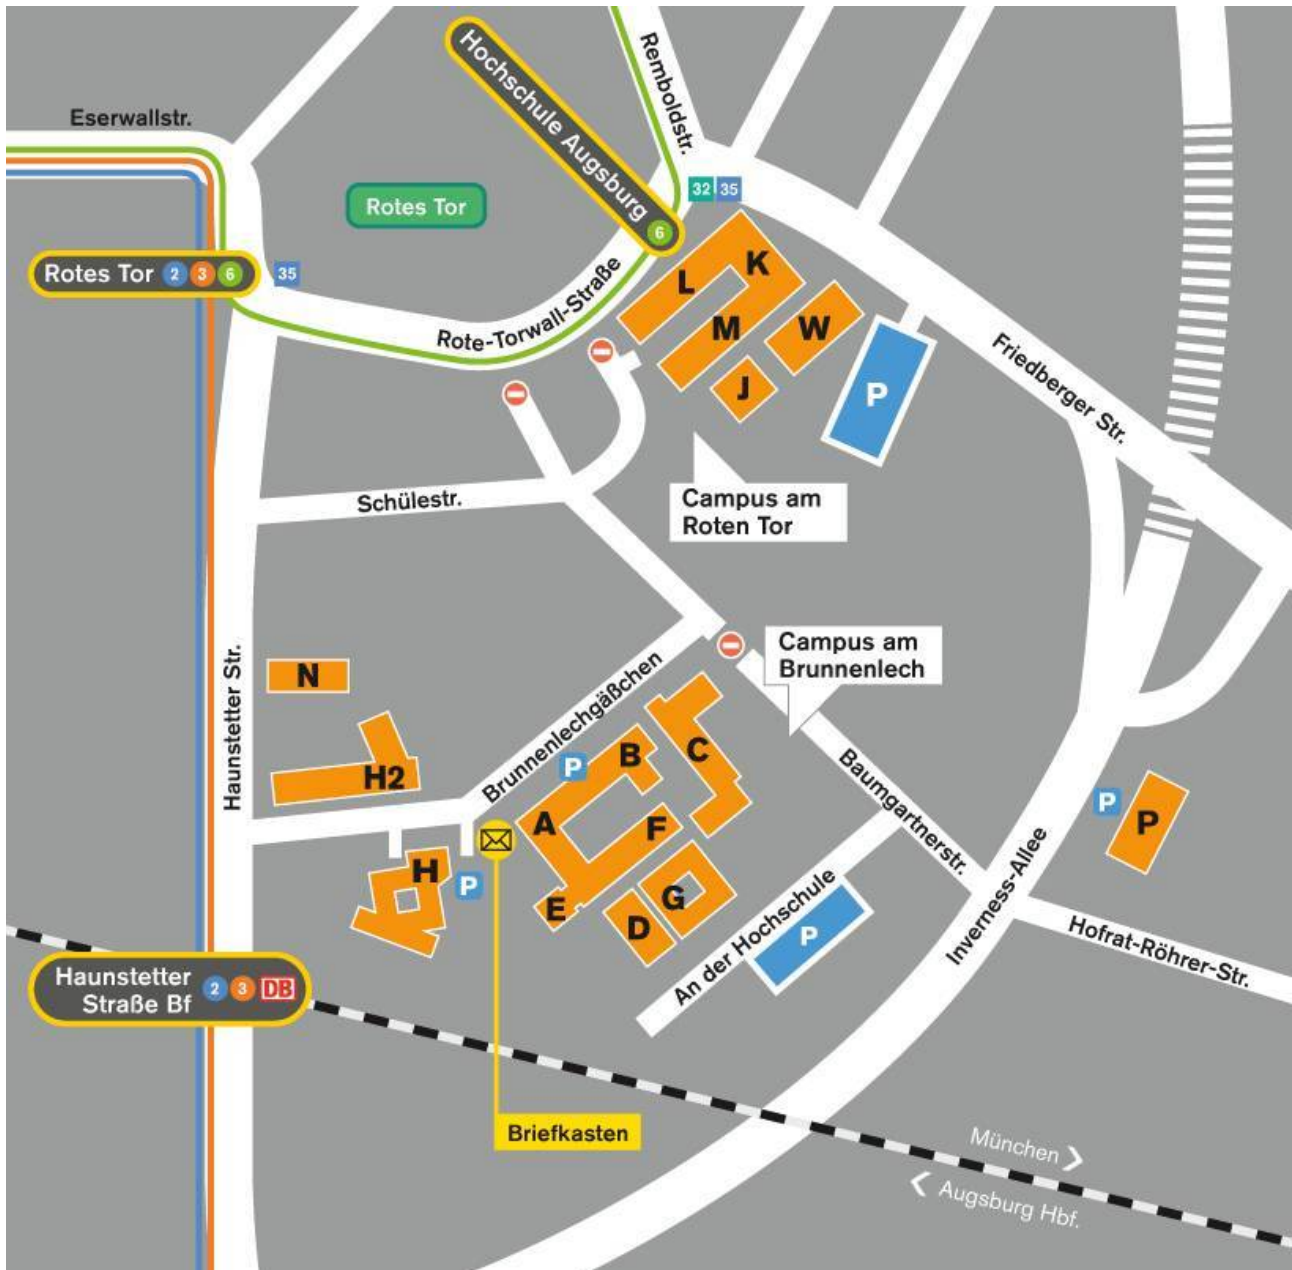 Eserwallstr.
Hochschule Augsburg 6
Remboldstr.
32 35
Rotes Tor
Rotes Tor 2 3 6
35
Rote-Torwall-Straße
L
K
M
W
J
P
Friedberger Str.
Schülestr.
Campus am
Roten Tor
Campus am
Brunnenlech
Haunstetter Str.
N
H2
Brunnenlechgäßchen
P
B
C
A
F
E
D
G
H
P
Baumgartnerstr.
An der Hochschule
P
Inverness-Allee
P
P
Hofrat-Röhrer-Str.
Haunstetter
Straße Bf 2 3 DB
Briefkasten
München
Augsburg Hbf.